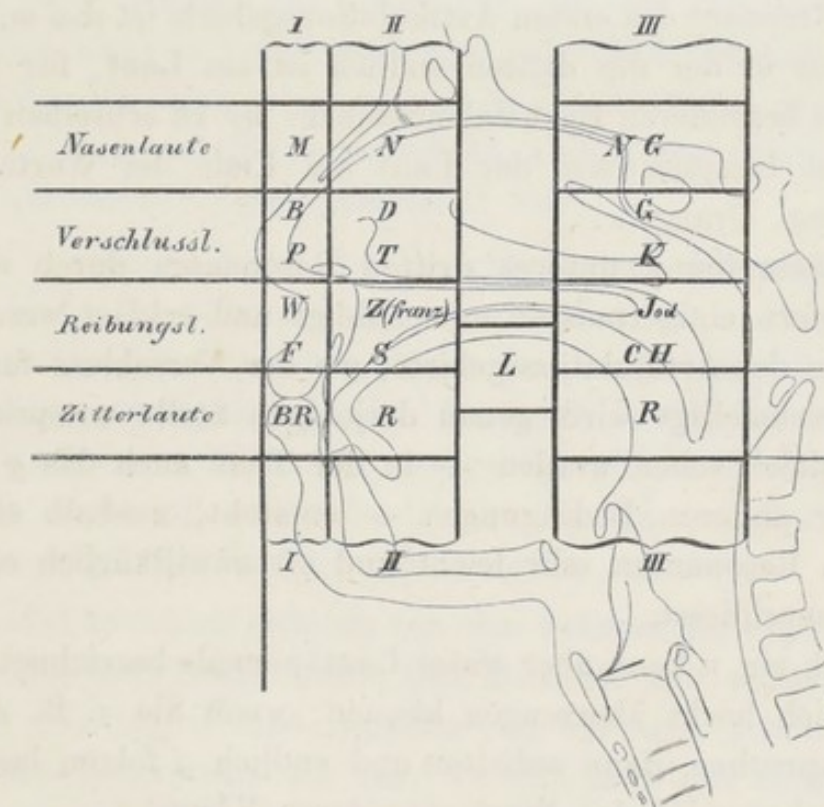 I II III
Nasenlaute M N NG
B D G
Verschlussl.
P T K
W Z (franz) Jod
Reibungsl.
F S CH
L
Zitterlaute BR R R
I II III